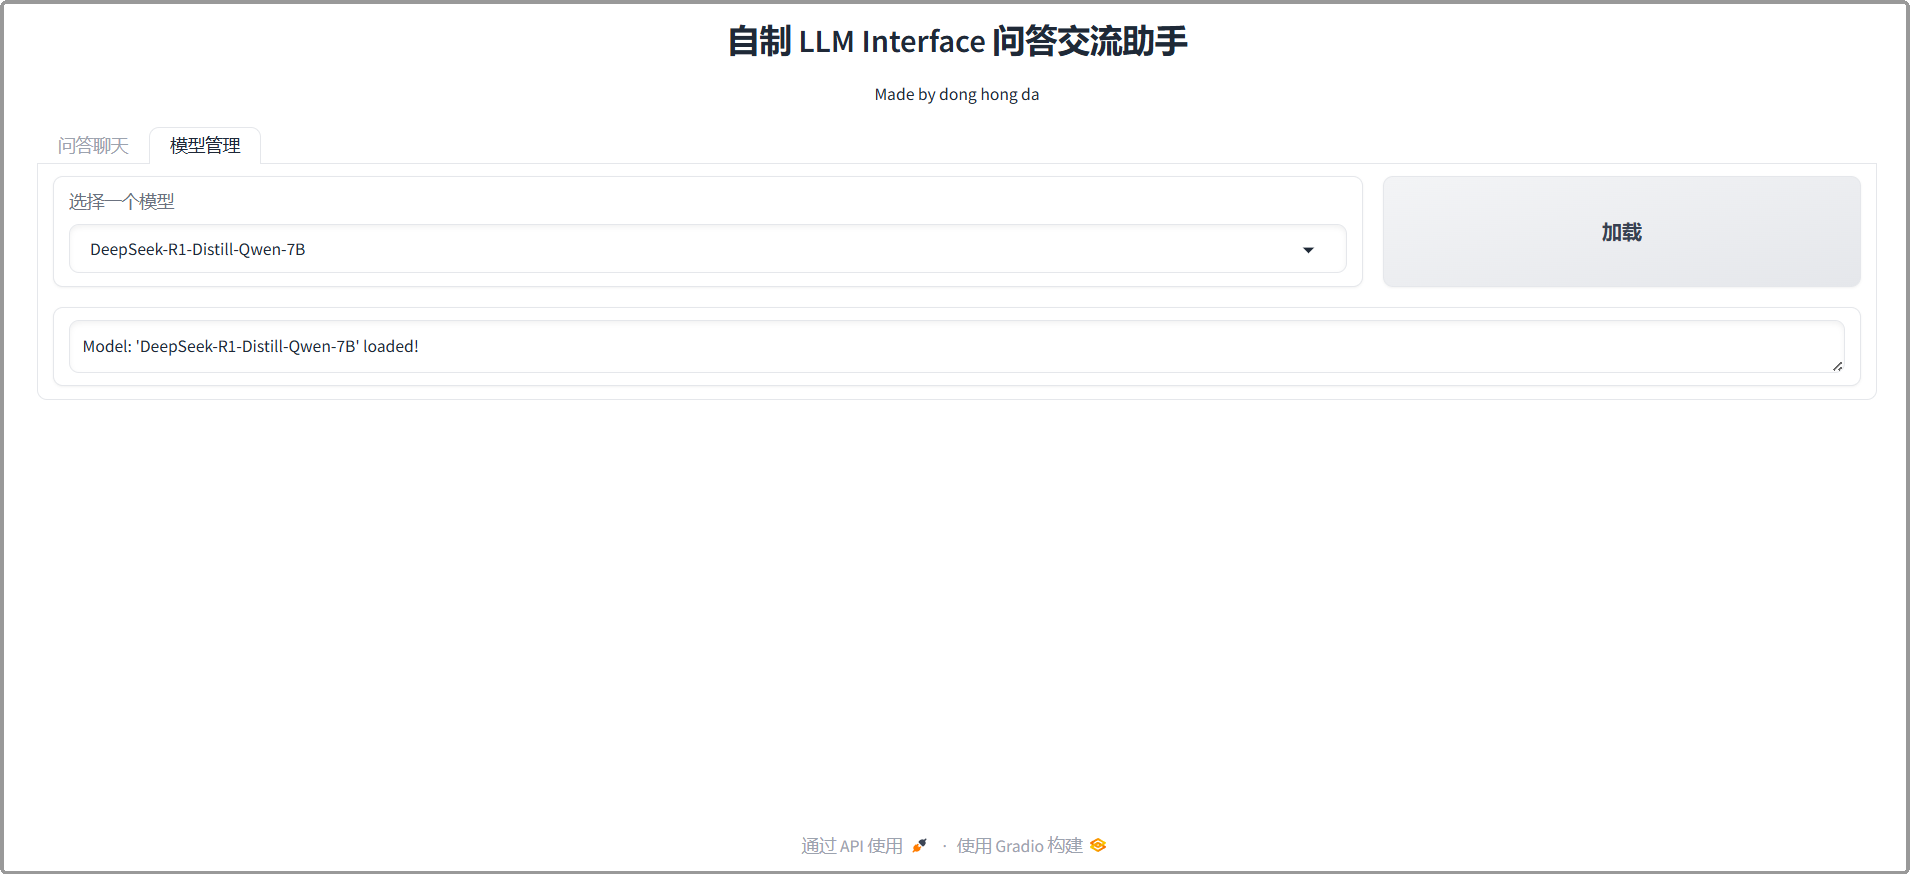 自制 LLM Interface 问答交流助手
Made by dong hong da
问答聊天
模型管理
选择一个模型
DeepSeek-R1-Distill-Qwen-7B
加载
Model: 'DeepSeek-R1-Distill-Qwen-7B' loaded!
通过 API 使用 · 使用 Gradio 构建